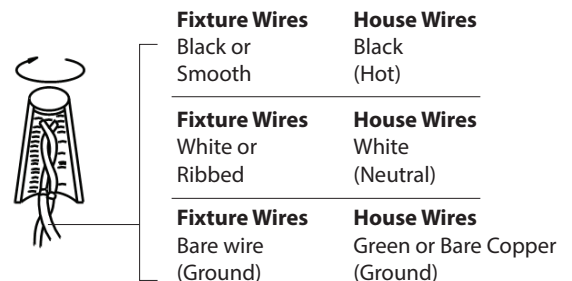 Fixture Wires House Wires
Black or Black
Smooth (Hot)
Fixture Wires House Wires
White or White
Ribbed (Neutral)
Fixture Wires House Wires
Bare wire Green or Bare Copper
(Ground) (Ground)